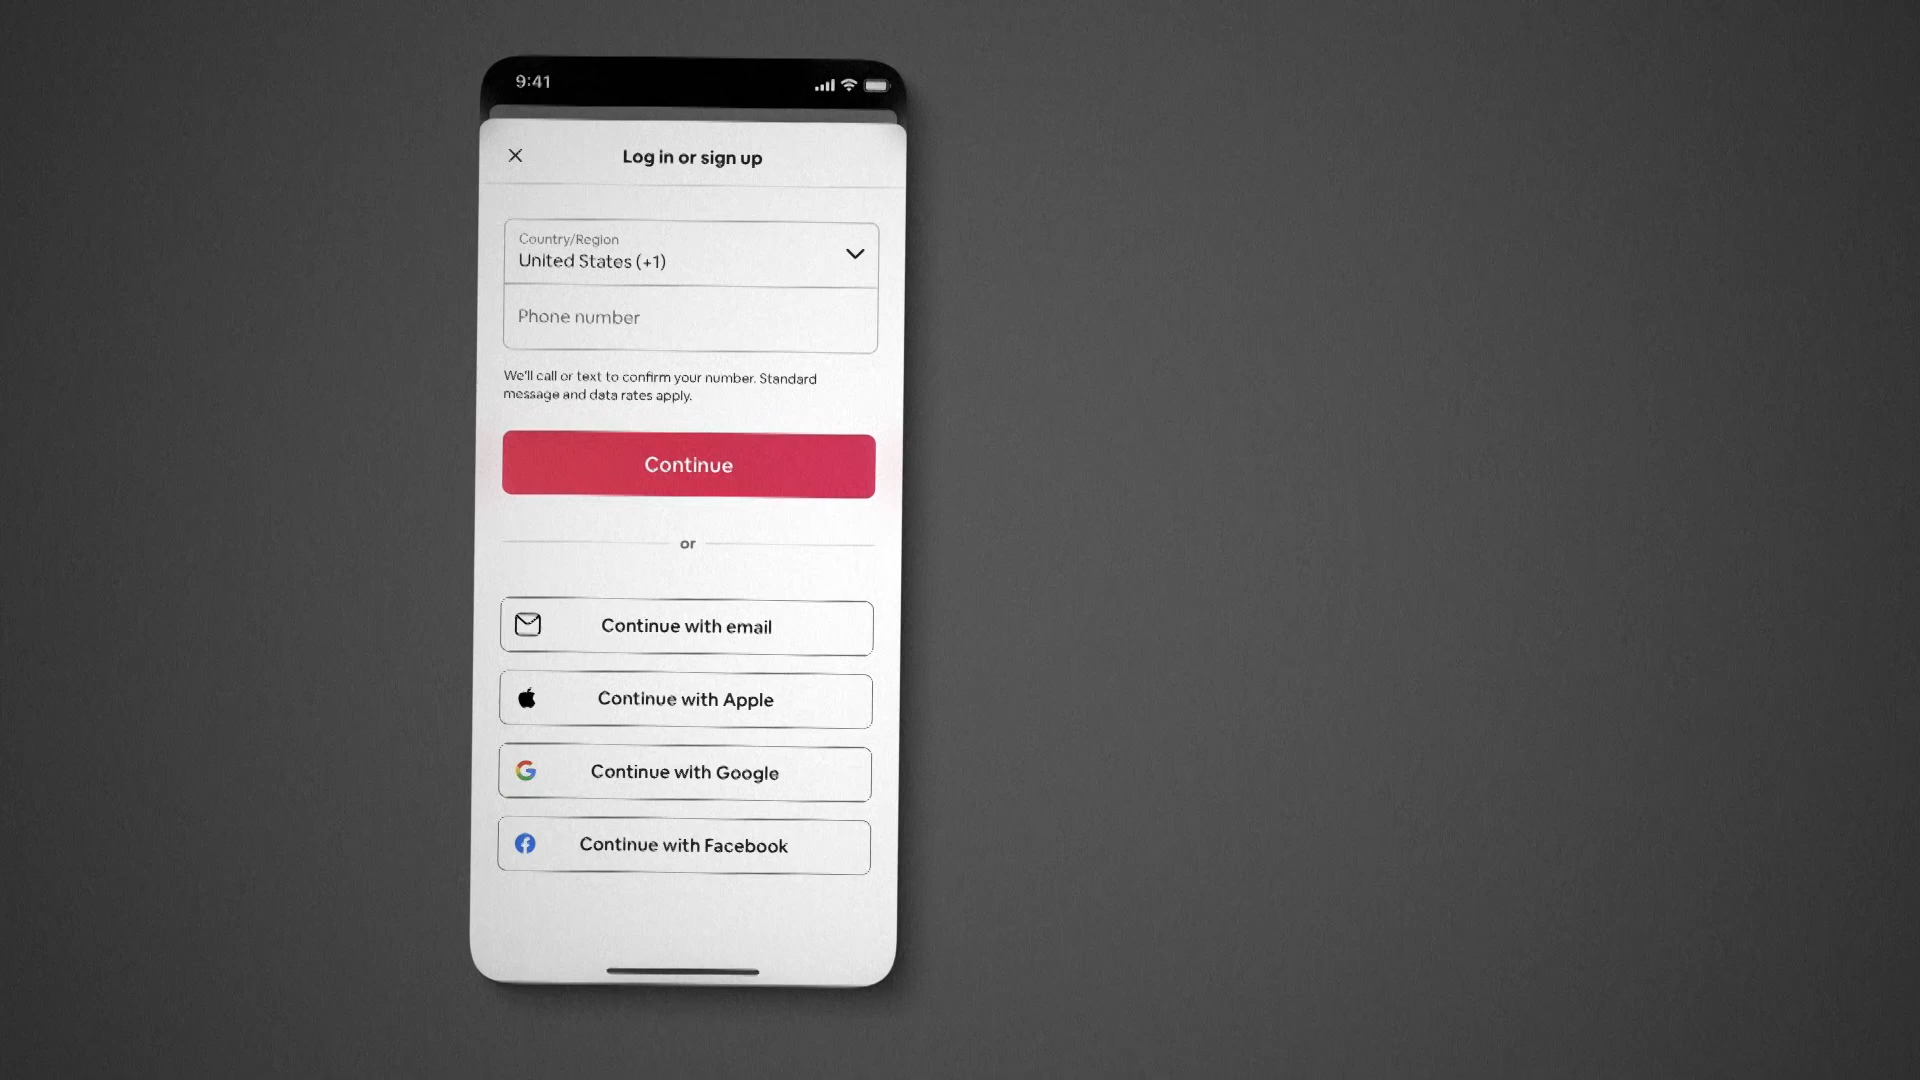 9:41
Log in or sign up
Country/Region
United States (+1)
Phone number
We'll call or text to confirm your number. Standard
message and data rates apply.
Continue
or
Continue with email
Continue with Apple
Continue with Google
Continue with Facebook